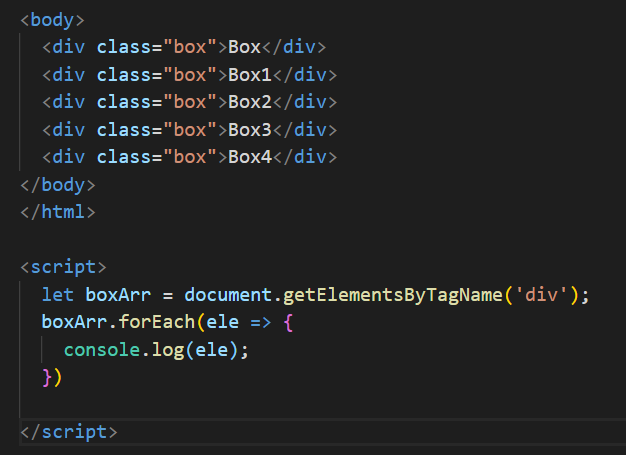 <body>
  <div class="box">Box</div>
  <div class="box">Box1</div>
  <div class="box">Box2</div>
  <div class="box">Box3</div>
  <div class="box">Box4</div>
</body>
</html>

<script>
  let boxArr = document.getElementsByTagName('div');
  boxArr.forEach(ele => {
    console.log(ele);
  })

</script>